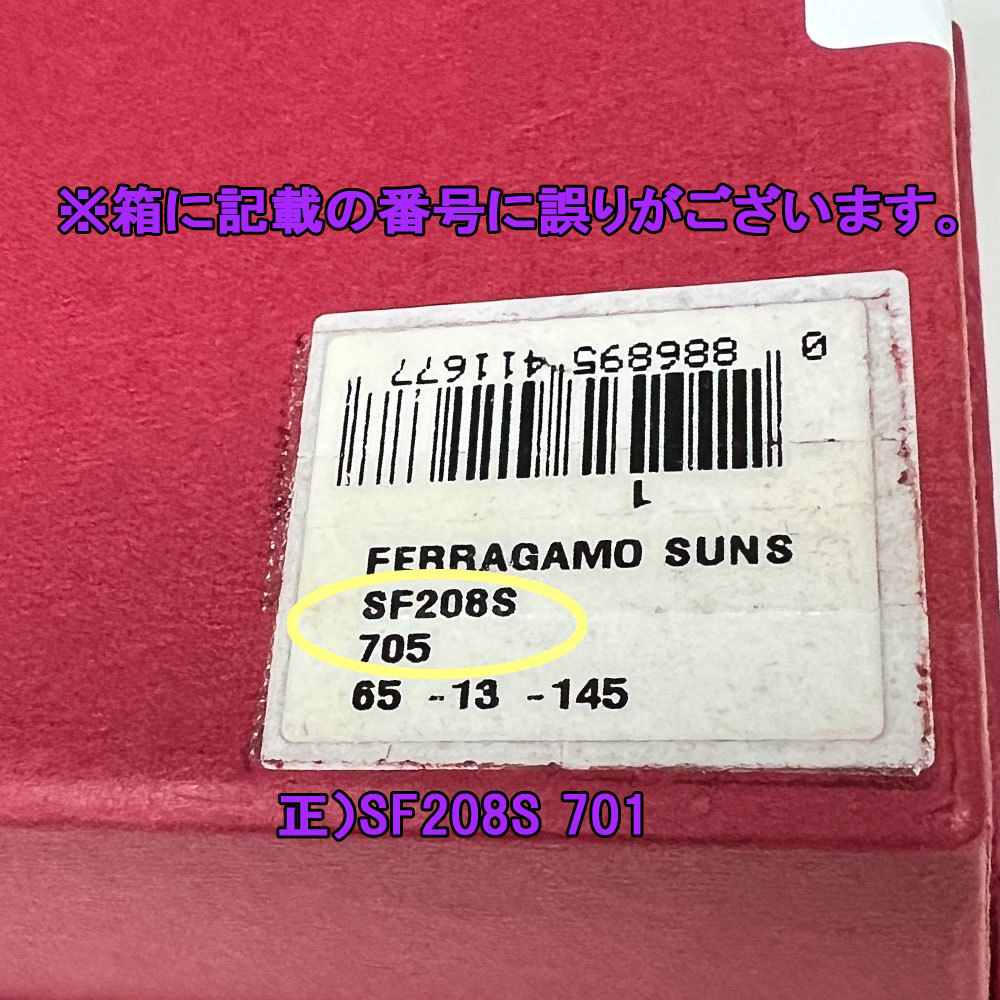 ※箱に記載の番号に誤りがございます。
0 886895 411677 1
FERRAGAMO SUNS
SF208S
705
65 -13 -145
正)SF208S 701